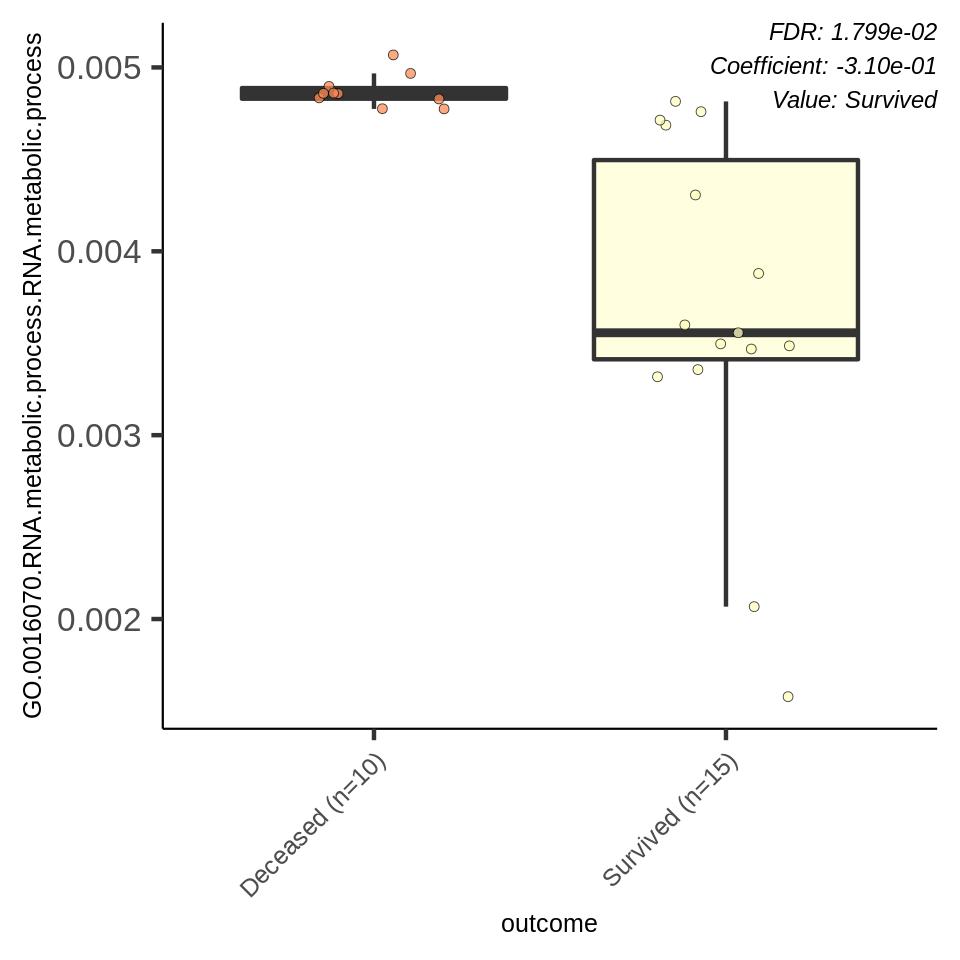 FDR: 1.799e-02
Coefficient: -3.10e-01
Value: Survived
GO.0016070.RNA.metabolic.process.RNA.metabolic.process
0.005
0.004
0.003
0.002
Deceased (n=10)
Survived (n=15)
outcome